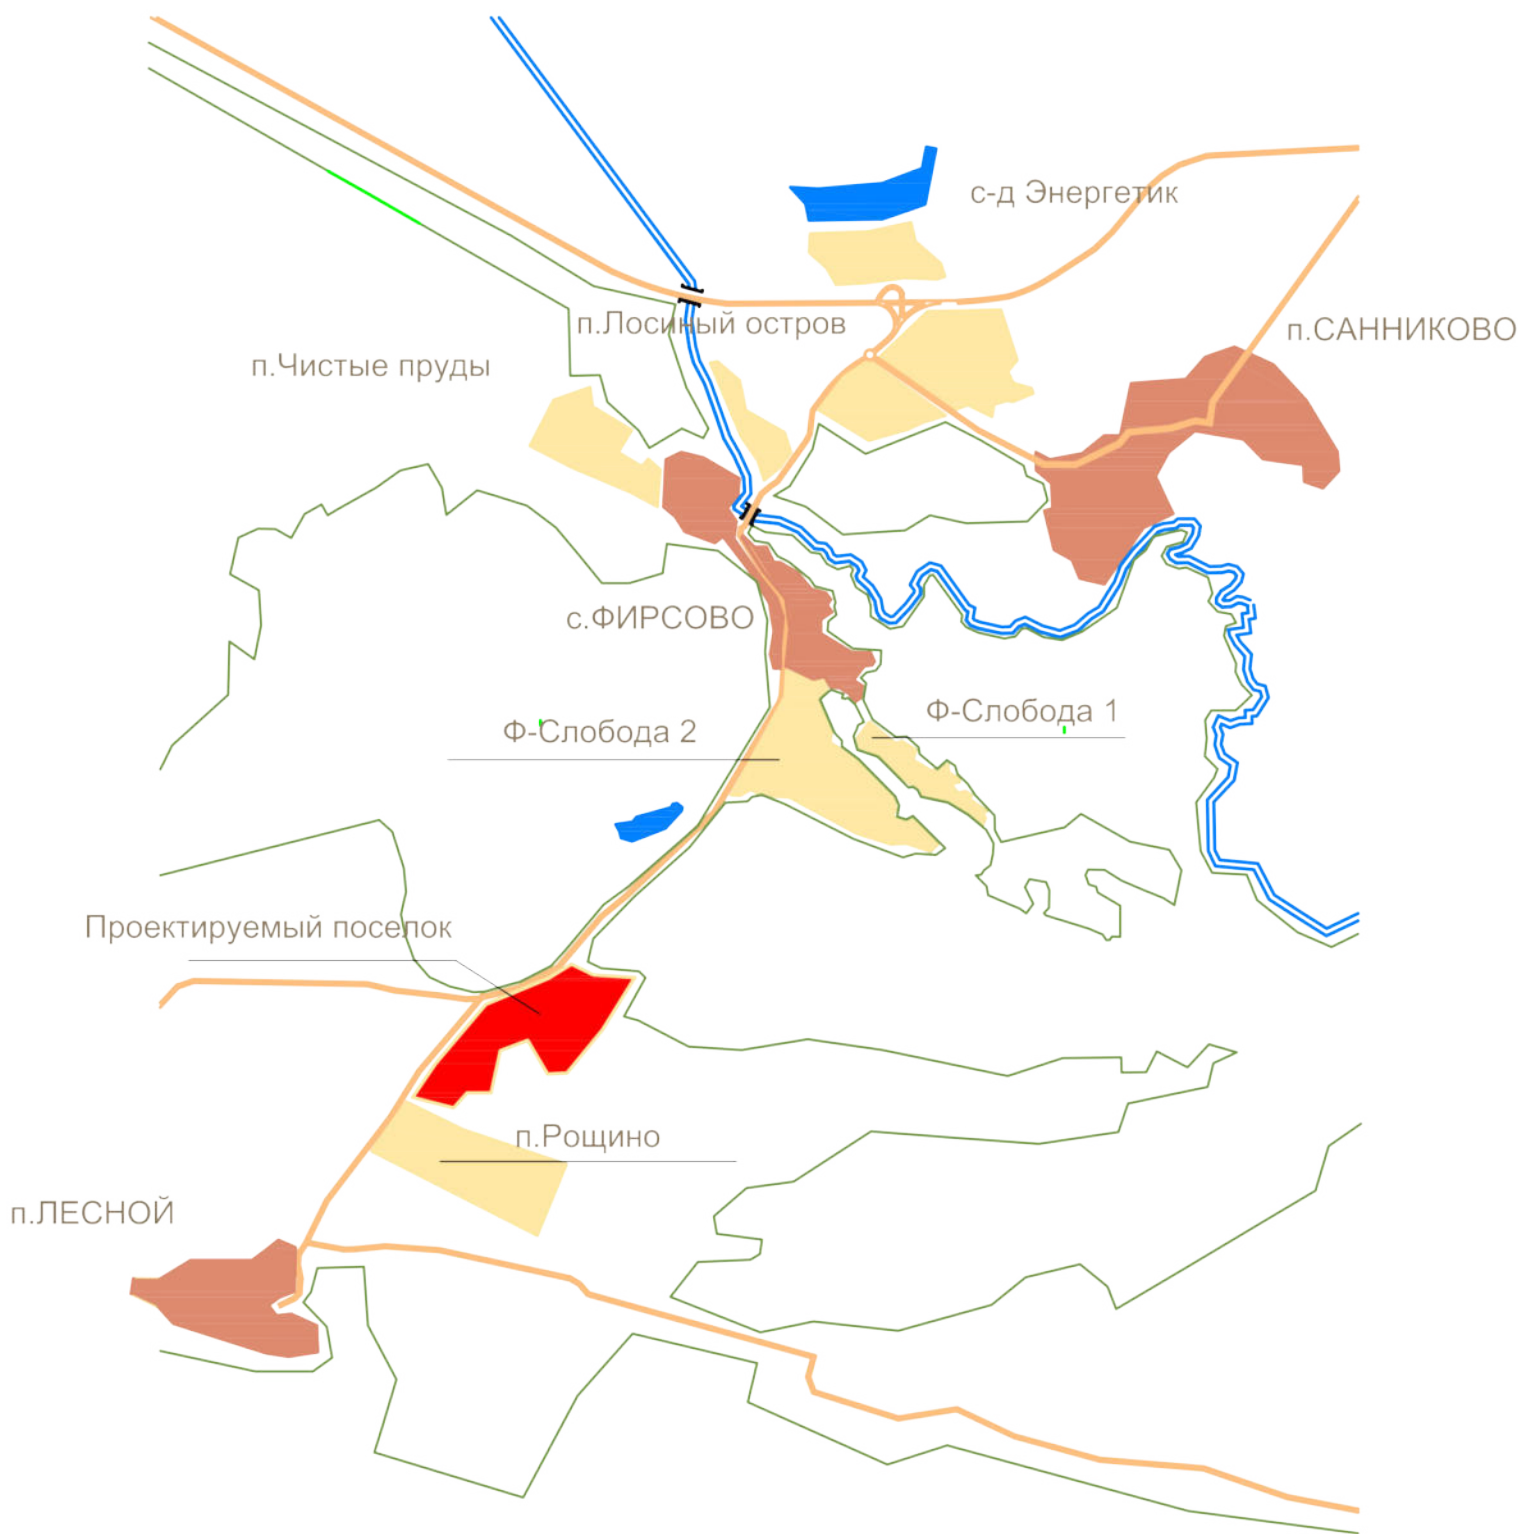 с-д Энергетик
п.Лосиный остров
п.САННИКОВО
п.Чистые пруды
с.ФИРСОВО
Ф-Слобода 1
Ф-Слобода 2
Проектируемый поселок
п.Рощино
п.ЛЕСНОЙ